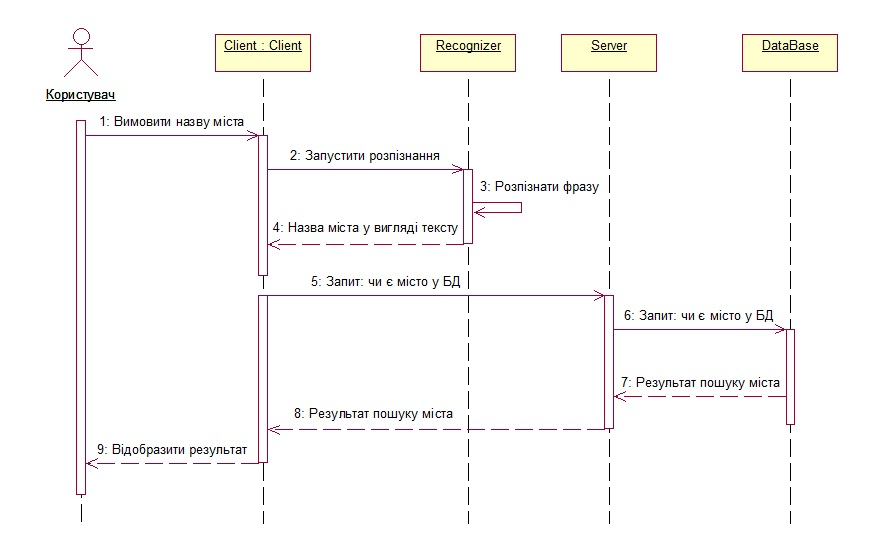 Client : Client
Recognizer
Server
DataBase
Користувач
1: Вимовити назву міста
2: Запустити розпізнання
3: Розпізнати фразу
4: Назва міста у вигляді тексту
5: Запит: чи є місто у БД
6: Запит: чи є місто у БД
7: Результат пошуку міста
8: Результат пошуку міста
9: Відобразити результат